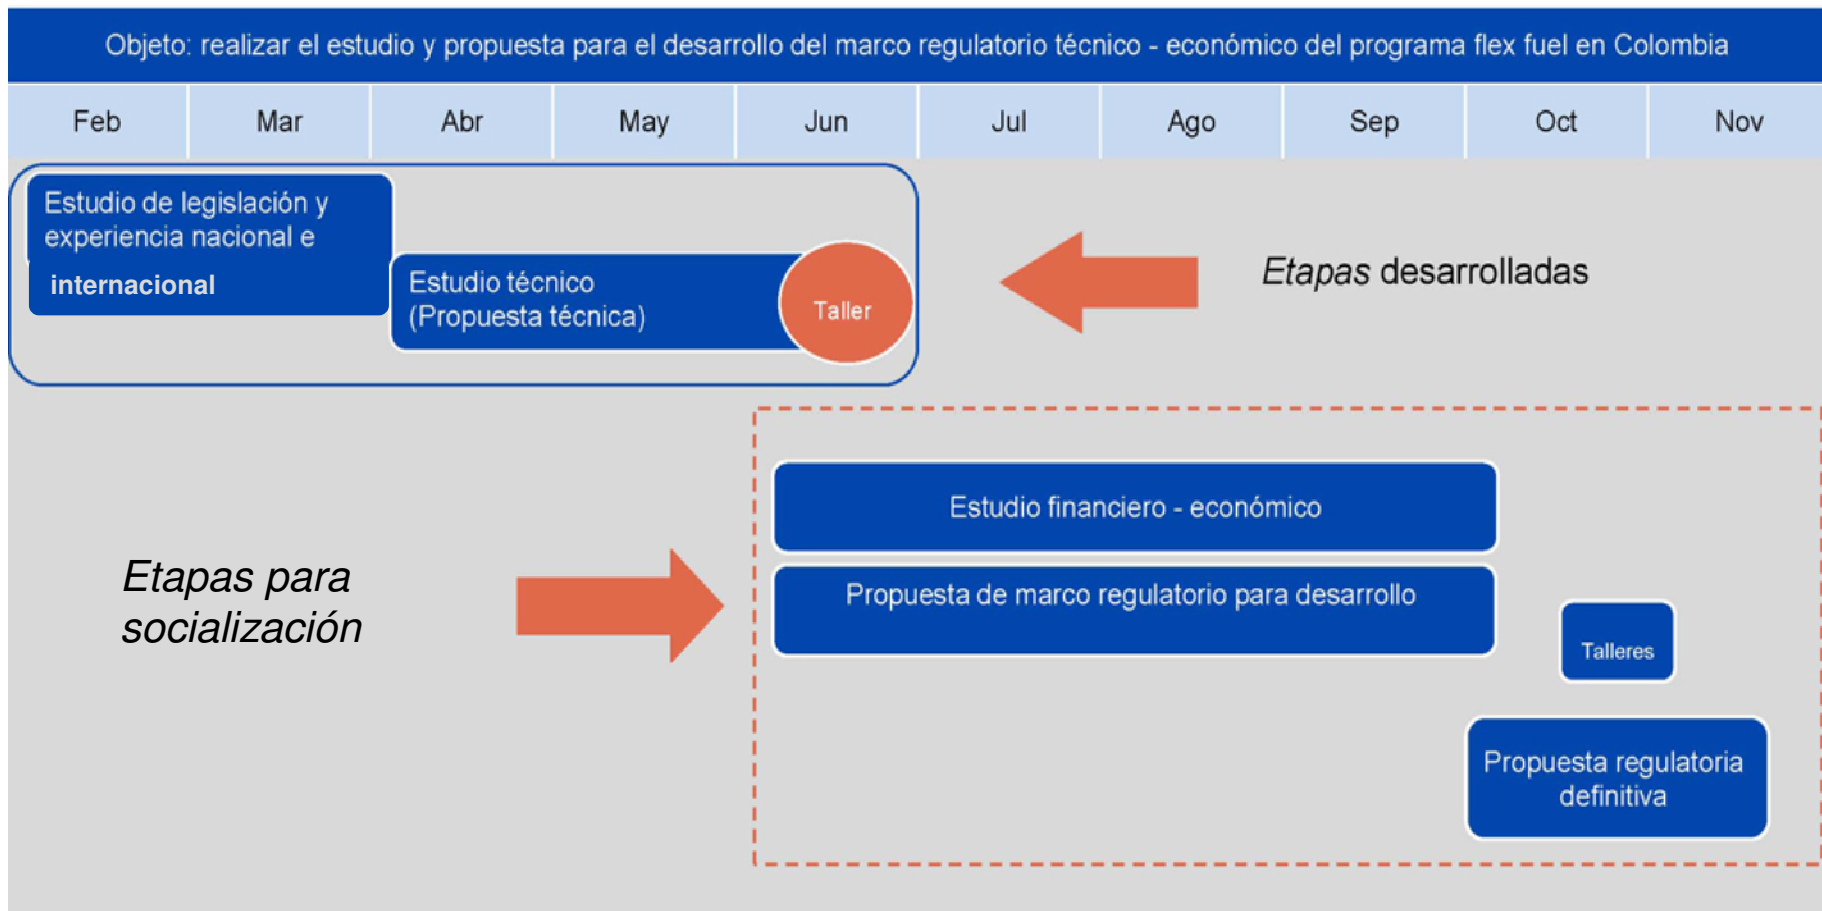 Objeto: realizar el estudio y propuesta para el desarrollo del marco regulatorio técnico - económico del programa flex fuel en Colombia
Feb Mar Abr May Jun Jul Ago Sep Oct Nov
Estudio de legislación y
experiencia nacional e
internacional
Estudio técnico
(Propuesta técnica)
Taller
Etapas desarrolladas
Estudio financiero - económico
Etapas para
socialización
Propuesta de marco regulatorio para desarrollo
Talleres
Propuesta regulatoria
definitiva